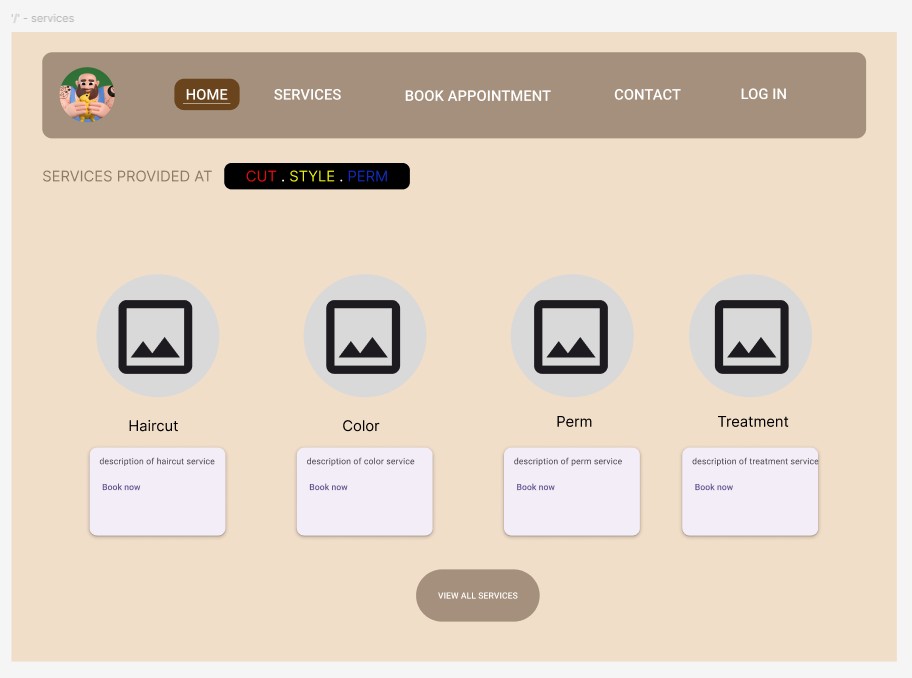 '/' - services
HOME SERVICES BOOK APPOINTMENT CONTACT LOG IN
SERVICES PROVIDED AT CUT . STYLE . PERM
Haircut Color Perm Treatment
description of haircut service description of color service description of perm service description of treatment service
Book now Book now Book now Book now
VIEW ALL SERVICES